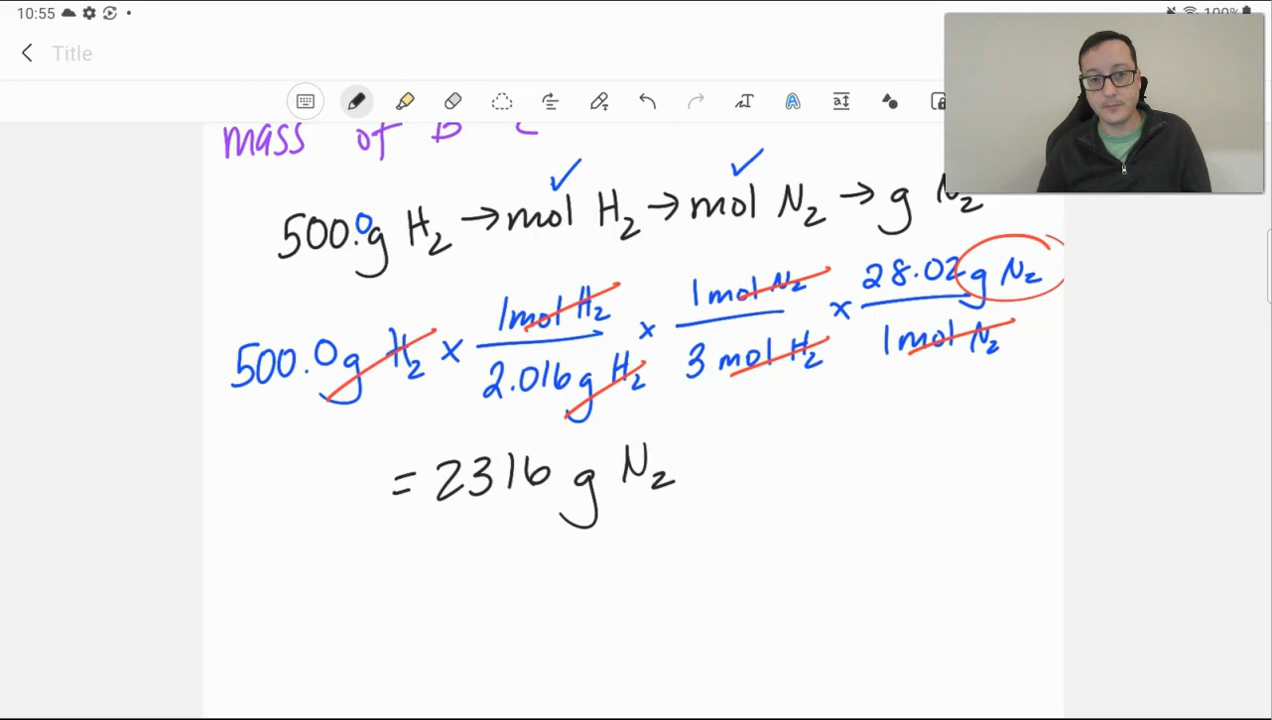 10:55 100%
Title
mass of B
500.0g H₂ → mol H₂ → mol N₂ → g N₂
500.0g H₂ x 1mol H₂ / 2.016g H₂ x 1mol N₂ / 3 mol H₂ x 28.02g N₂ / 1mol N₂
= 2316 g N₂